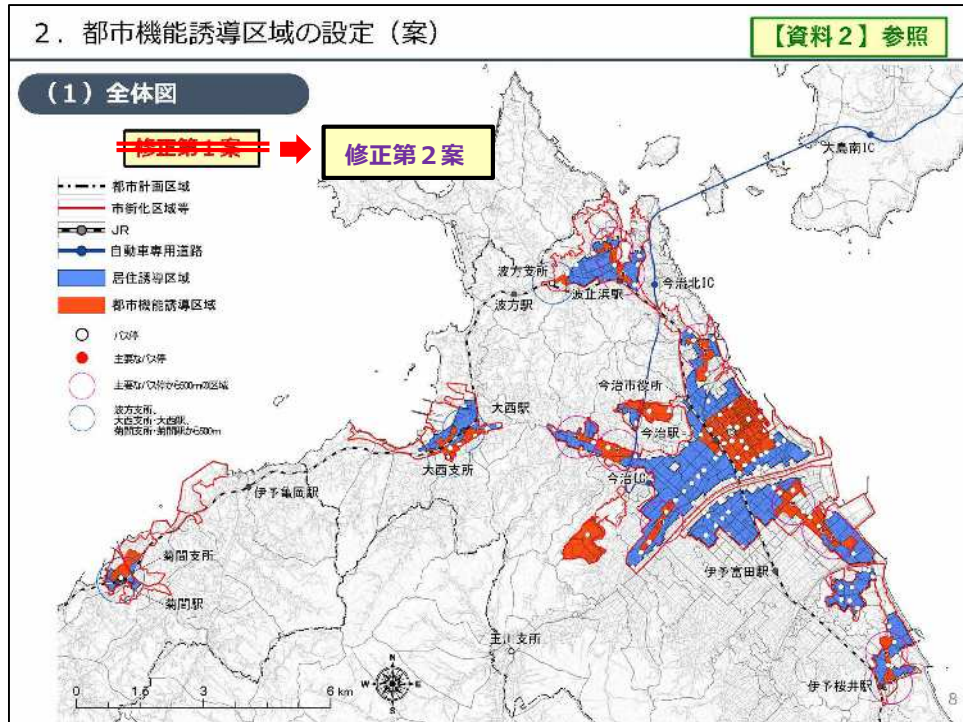 ２．都市機能誘導区域の設定（案）
【資料２】参照
（１）全体図
修正第１案
修正第２案
都市計画区域
市街化区域等
JR
自動車専用道路
居住誘導区域
都市機能誘導区域
バス停
主要なバス停
主要なバス停から500mの区域
波方支所、
大西支所・大西駅、
菊間支所・菊間駅から500m
大島南IC
波方支所
波止浜駅
今治北IC
波方駅
今治市役所
大西駅
今治駅
大西支所
今治IC
伊予亀岡駅
菊間支所
伊予富田駅
菊間駅
玉川支所
伊予桜井駅
N
W
E
S
0 1.5 3 6 km
8